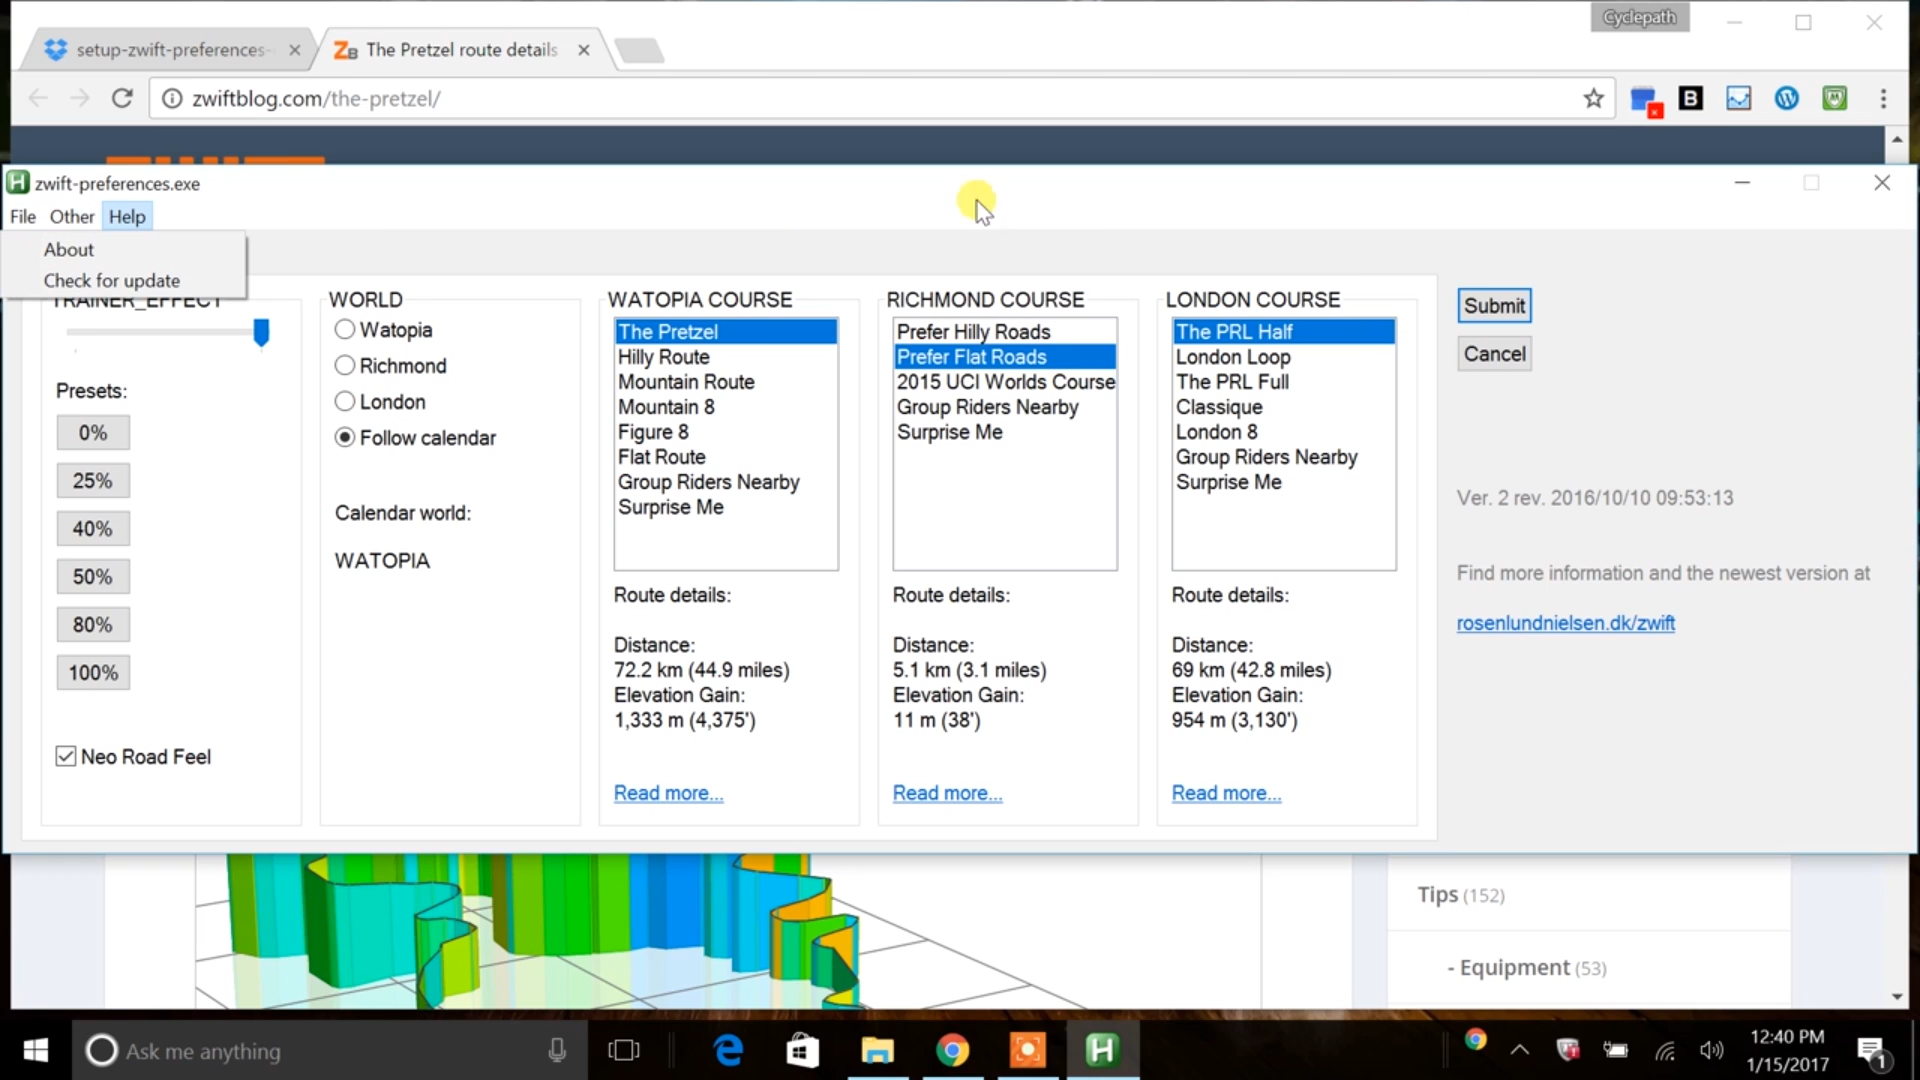 Cyclepath
setup-zwift-preferences-
The Pretzel route details
zwiftblog.com/the-pretzel/
zwift-preferences.exe
File Other Help
About
Check for update
TRAINER_EFFECT
Presets:
0%
25%
40%
50%
80%
100%
Neo Road Feel
WORLD
Watopia
Richmond
London
Follow calendar
Calendar world:
WATOPIA
WATOPIA COURSE
The Pretzel
Hilly Route
Mountain Route
Mountain 8
Figure 8
Flat Route
Group Riders Nearby
Surprise Me
Route details:
Distance:
72.2 km (44.9 miles)
Elevation Gain:
1,333 m (4,375')
Read more...
RICHMOND COURSE
Prefer Hilly Roads
Prefer Flat Roads
2015 UCI Worlds Course
Group Riders Nearby
Surprise Me
Route details:
Distance:
5.1 km (3.1 miles)
Elevation Gain:
11 m (38')
Read more...
LONDON COURSE
The PRL Half
London Loop
The PRL Full
Classique
London 8
Group Riders Nearby
Surprise Me
Route details:
Distance:
69 km (42.8 miles)
Elevation Gain:
954 m (3,130')
Read more...
Submit
Cancel
Ver. 2 rev. 2016/10/10 09:53:13
Find more information and the newest version at
rosenlundnielsen.dk/zwift
Tips (152)
- Equipment (53)
Ask me anything
12:40 PM
1/15/2017
1